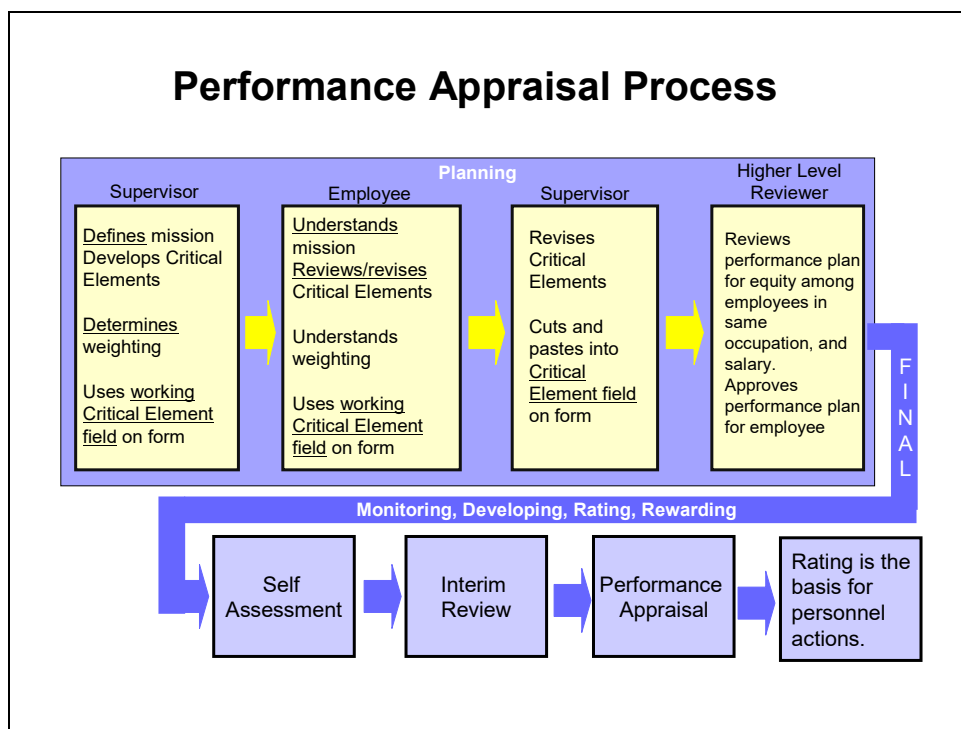 Performance Appraisal Process
Planning
Supervisor
Defines mission
Develops Critical
Elements
Determines
weighting
Uses working
Critical Element
field on form
Employee
Understands
mission
Reviews/revises
Critical Elements
Understands
weighting
Uses working
Critical Element
field on form
Supervisor
Revises
Critical
Elements
Cuts and
pastes into
Critical
Element field
on form
Higher Level
Reviewer
Reviews
performance plan
for equity among
employees in
same
occupation, and
salary.
Approves
performance plan
for employee
FINAL
Monitoring, Developing, Rating, Rewarding
Self
Assessment
Interim
Review
Performance
Appraisal
Rating is the
basis for
personnel
actions.